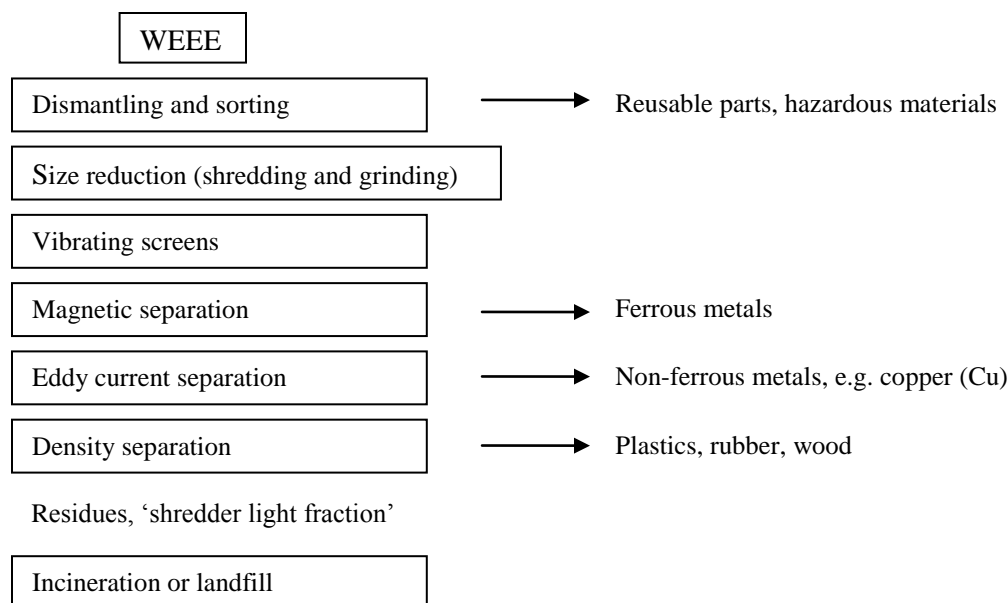 WEEE
Dismantling and sorting
Reusable parts, hazardous materials
Size reduction (shredding and grinding)
Vibrating screens
Magnetic separation
Ferrous metals
Eddy current separation
Non-ferrous metals, e.g. copper (Cu)
Density separation
Plastics, rubber, wood
Residues, ‘shredder light fraction’
Incineration or landfill